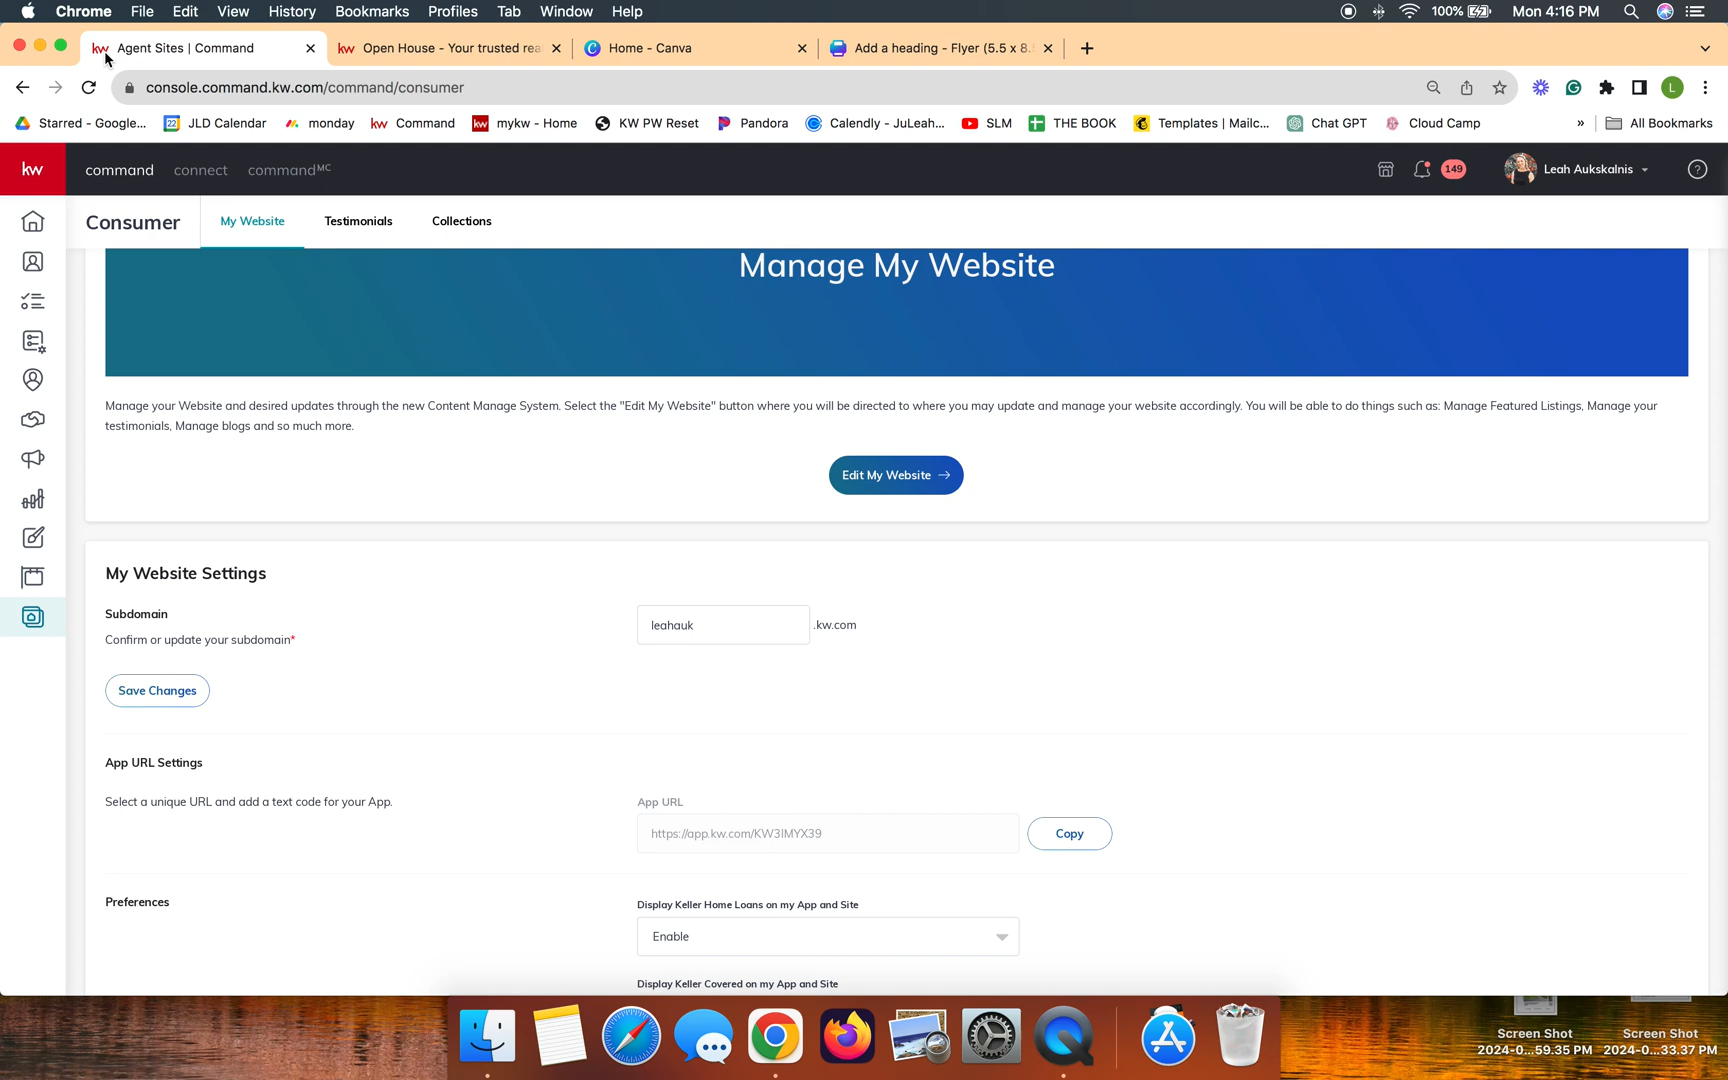 Chrome File Edit View History Bookmarks Profiles Tab Window Help 100% Mon 4:16 PM
kw Agent Sites | Command kw Open House - Your trusted rea C Home - Canva Add a heading - Flyer (5.5 x 8.
console.command.kw.com/command/consumer L
Starred - Google... 22 JLD Calendar monday kw Command kw mykw - Home KW PW Reset Pandora Calendly - JuLeah... SLM THE BOOK Templates | Mailc... Chat GPT Cloud Camp » All Bookmarks
kw command connect commandMC 149 Leah Aukskalnis ?
Consumer My Website Testimonials Collections
Manage My Website
Manage your Website and desired updates through the new Content Manage System. Select the "Edit My Website" button where you will be directed to where you may update and manage your website accordingly. You will be able to do things such as: Manage Featured Listings, Manage your
testimonials, Manage blogs and so much more.
Edit My Website →
My Website Settings
Subdomain
Confirm or update your subdomain*
leahauk .kw.com
Save Changes
App URL Settings
Select a unique URL and add a text code for your App.
App URL
https://app.kw.com/KW3IMYX39 Copy
Preferences
Display Keller Home Loans on my App and Site
Enable
Display Keller Covered on my App and Site
Screen Shot Screen Shot
2024-0...59.35 PM 2024-0...33.37 PM